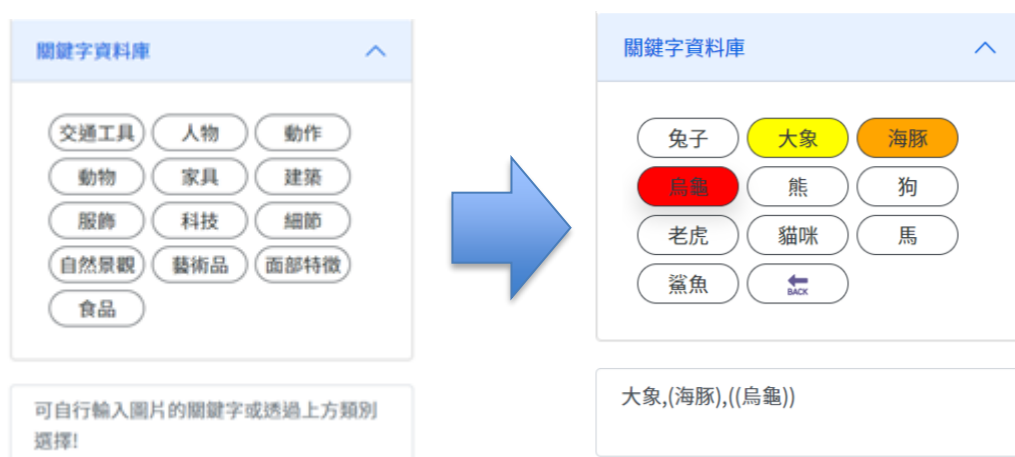 關鍵字資料庫
交通工具 人物 動作
動物 家具 建築
服飾 科技 細節
自然景觀 藝術品 面部特徵
食品
可自行輸入圖片的關鍵字或透過上方類別
選擇!
關鍵字資料庫
兔子 大象 海豚
烏龜 熊 狗
老虎 貓咪 馬
鯊魚 BACK
大象,(海豚),((烏龜))